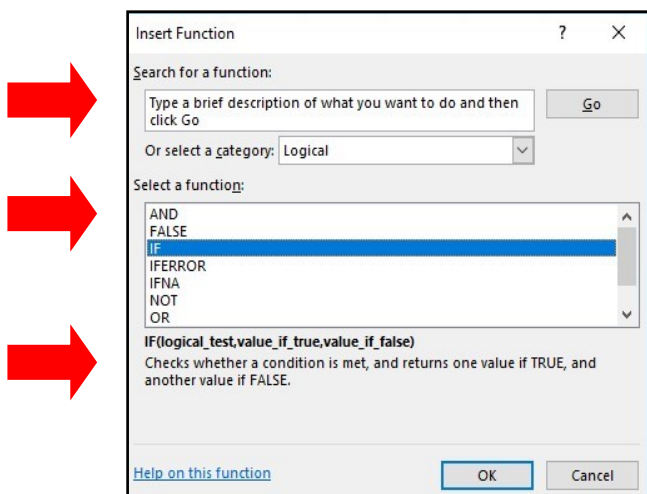 Insert Function ? X
Search for a function:
Type a brief description of what you want to do and then
click Go
Go
Or select a category: Logical
Select a function:
AND
FALSE
IF
IFERROR
IFNA
NOT
OR
IF(logical_test,value_if_true,value_if_false)
Checks whether a condition is met, and returns one value if TRUE, and
another value if FALSE.
Help on this function
OK
Cancel